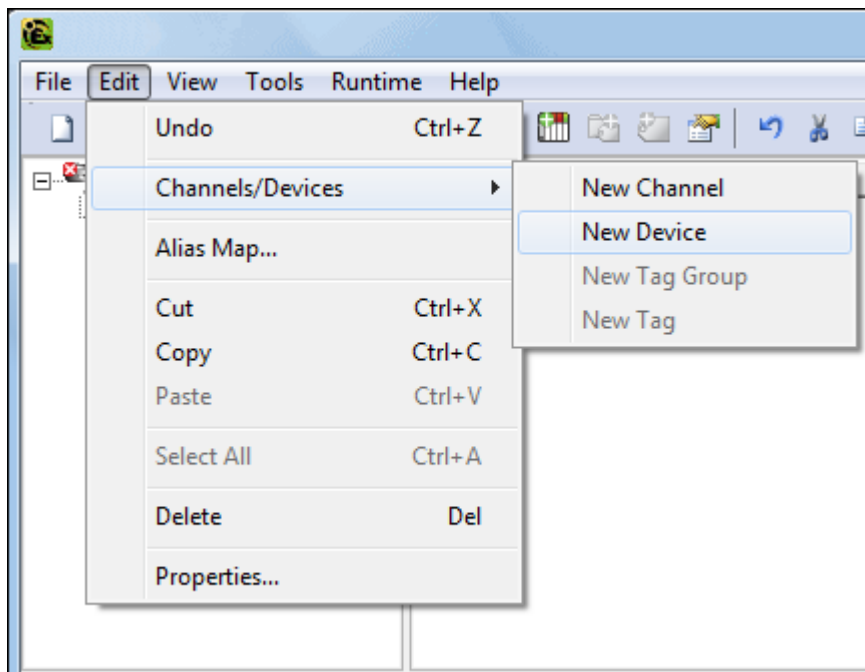 File Edit View Tools Runtime Help
Undo Ctrl+Z
Channels/Devices
New Channel
New Device
New Tag Group
New Tag
Alias Map...
Cut Ctrl+X
Copy Ctrl+C
Paste Ctrl+V
Select All Ctrl+A
Delete Del
Properties...